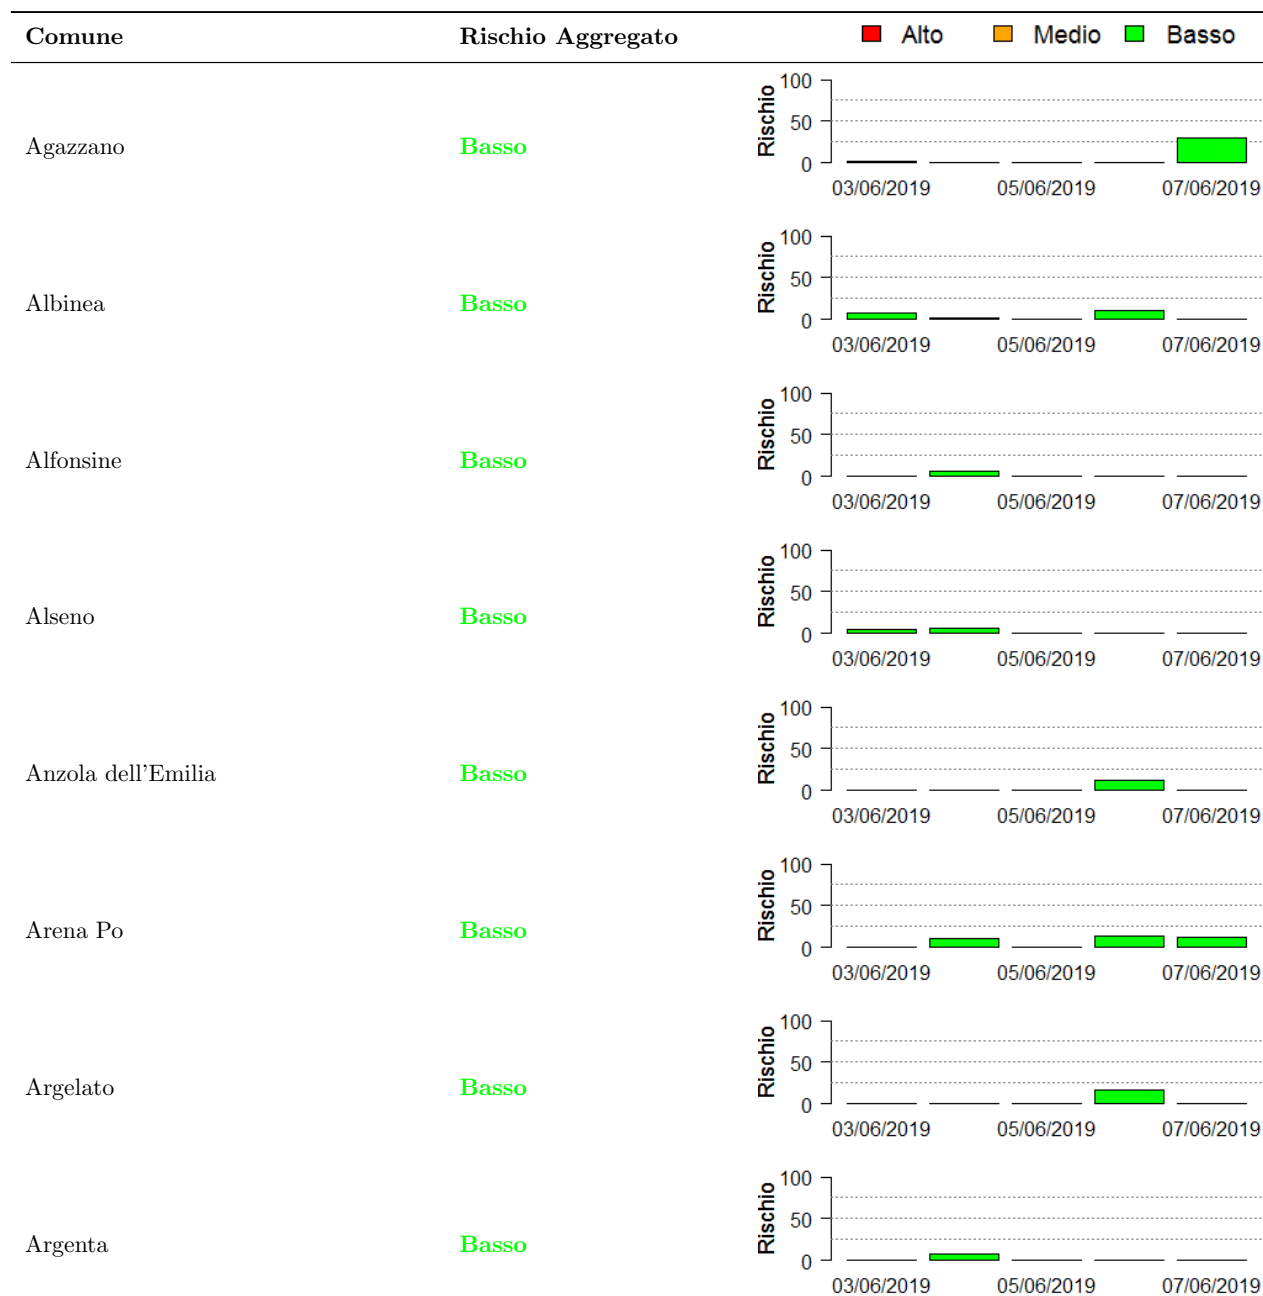 Comune Rischio Aggregato Alto Medio Basso
Agazzano Basso Rischio 0 50 100
03/06/2019 05/06/2019 07/06/2019
Albinea Basso Rischio 0 50 100
03/06/2019 05/06/2019 07/06/2019
Alfonsine Basso Rischio 0 50 100
03/06/2019 05/06/2019 07/06/2019
Alseno Basso Rischio 0 50 100
03/06/2019 05/06/2019 07/06/2019
Anzola dell'Emilia Basso Rischio 0 50 100
03/06/2019 05/06/2019 07/06/2019
Arena Po Basso Rischio 0 50 100
03/06/2019 05/06/2019 07/06/2019
Argelato Basso Rischio 0 50 100
03/06/2019 05/06/2019 07/06/2019
Argenta Basso Rischio 0 50 100
03/06/2019 05/06/2019 07/06/2019